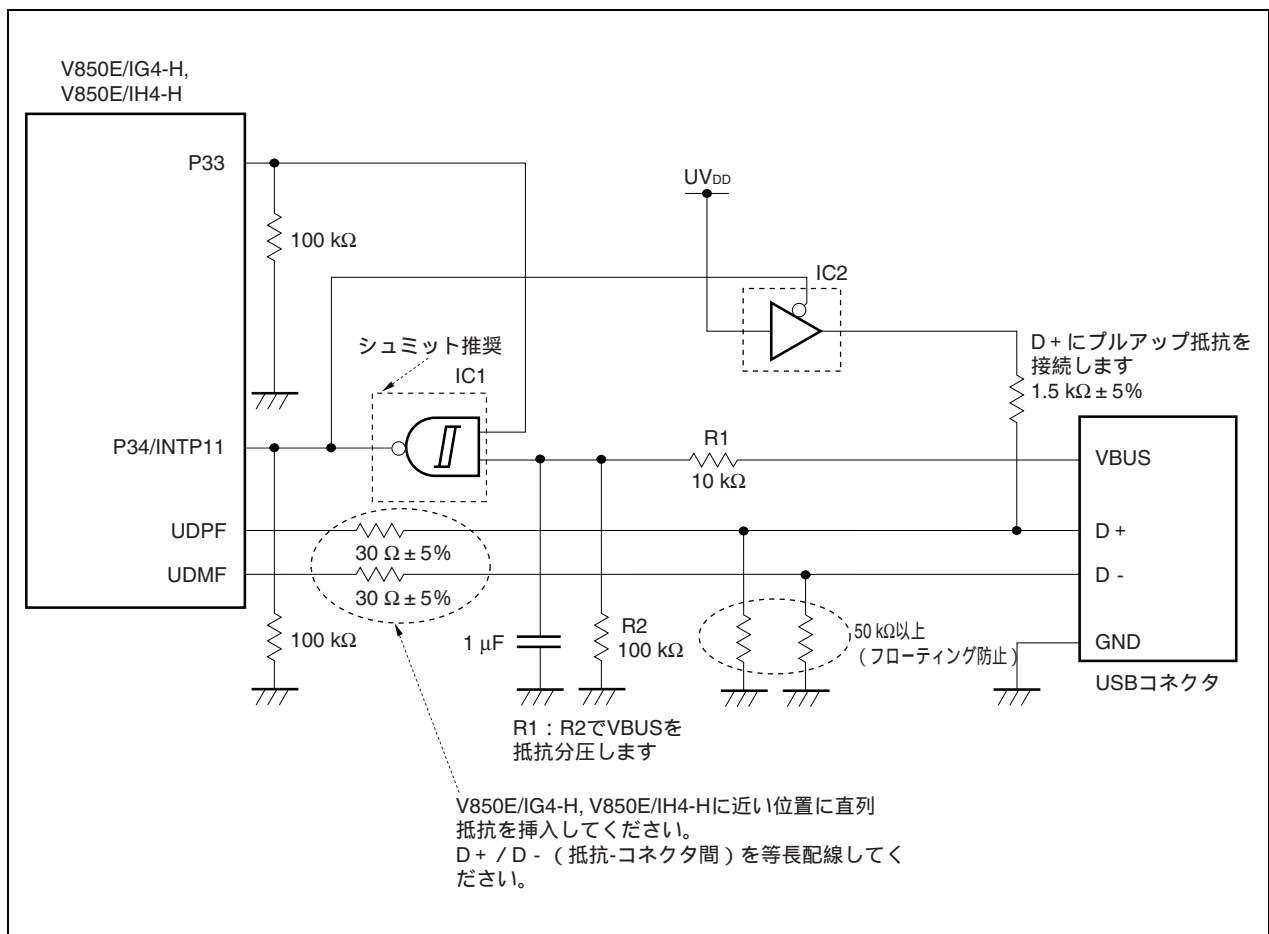 V850E/IG4-H,
V850E/IH4-H
P33
100 kΩ
UVDD
IC2
シュミット推奨
IC1
D+にプルアップ抵抗を
接続します
1.5 kΩ±5%
P34/INTP11
R1
10 kΩ
VBUS
UDPF
30 Ω±5%
D+
UDMF
30 Ω±5%
D-
100 kΩ
1 μF
R2
100 kΩ
50 kΩ以上
(フローティング防止)
GND
USBコネクタ
R1:R2でVBUSを
抵抗分圧します
V850E/IG4-H, V850E/IH4-Hに近い位置に直列
抵抗を挿入してください。
D+/D-(抵抗-コネクタ間)を等長配線してく
ださい。